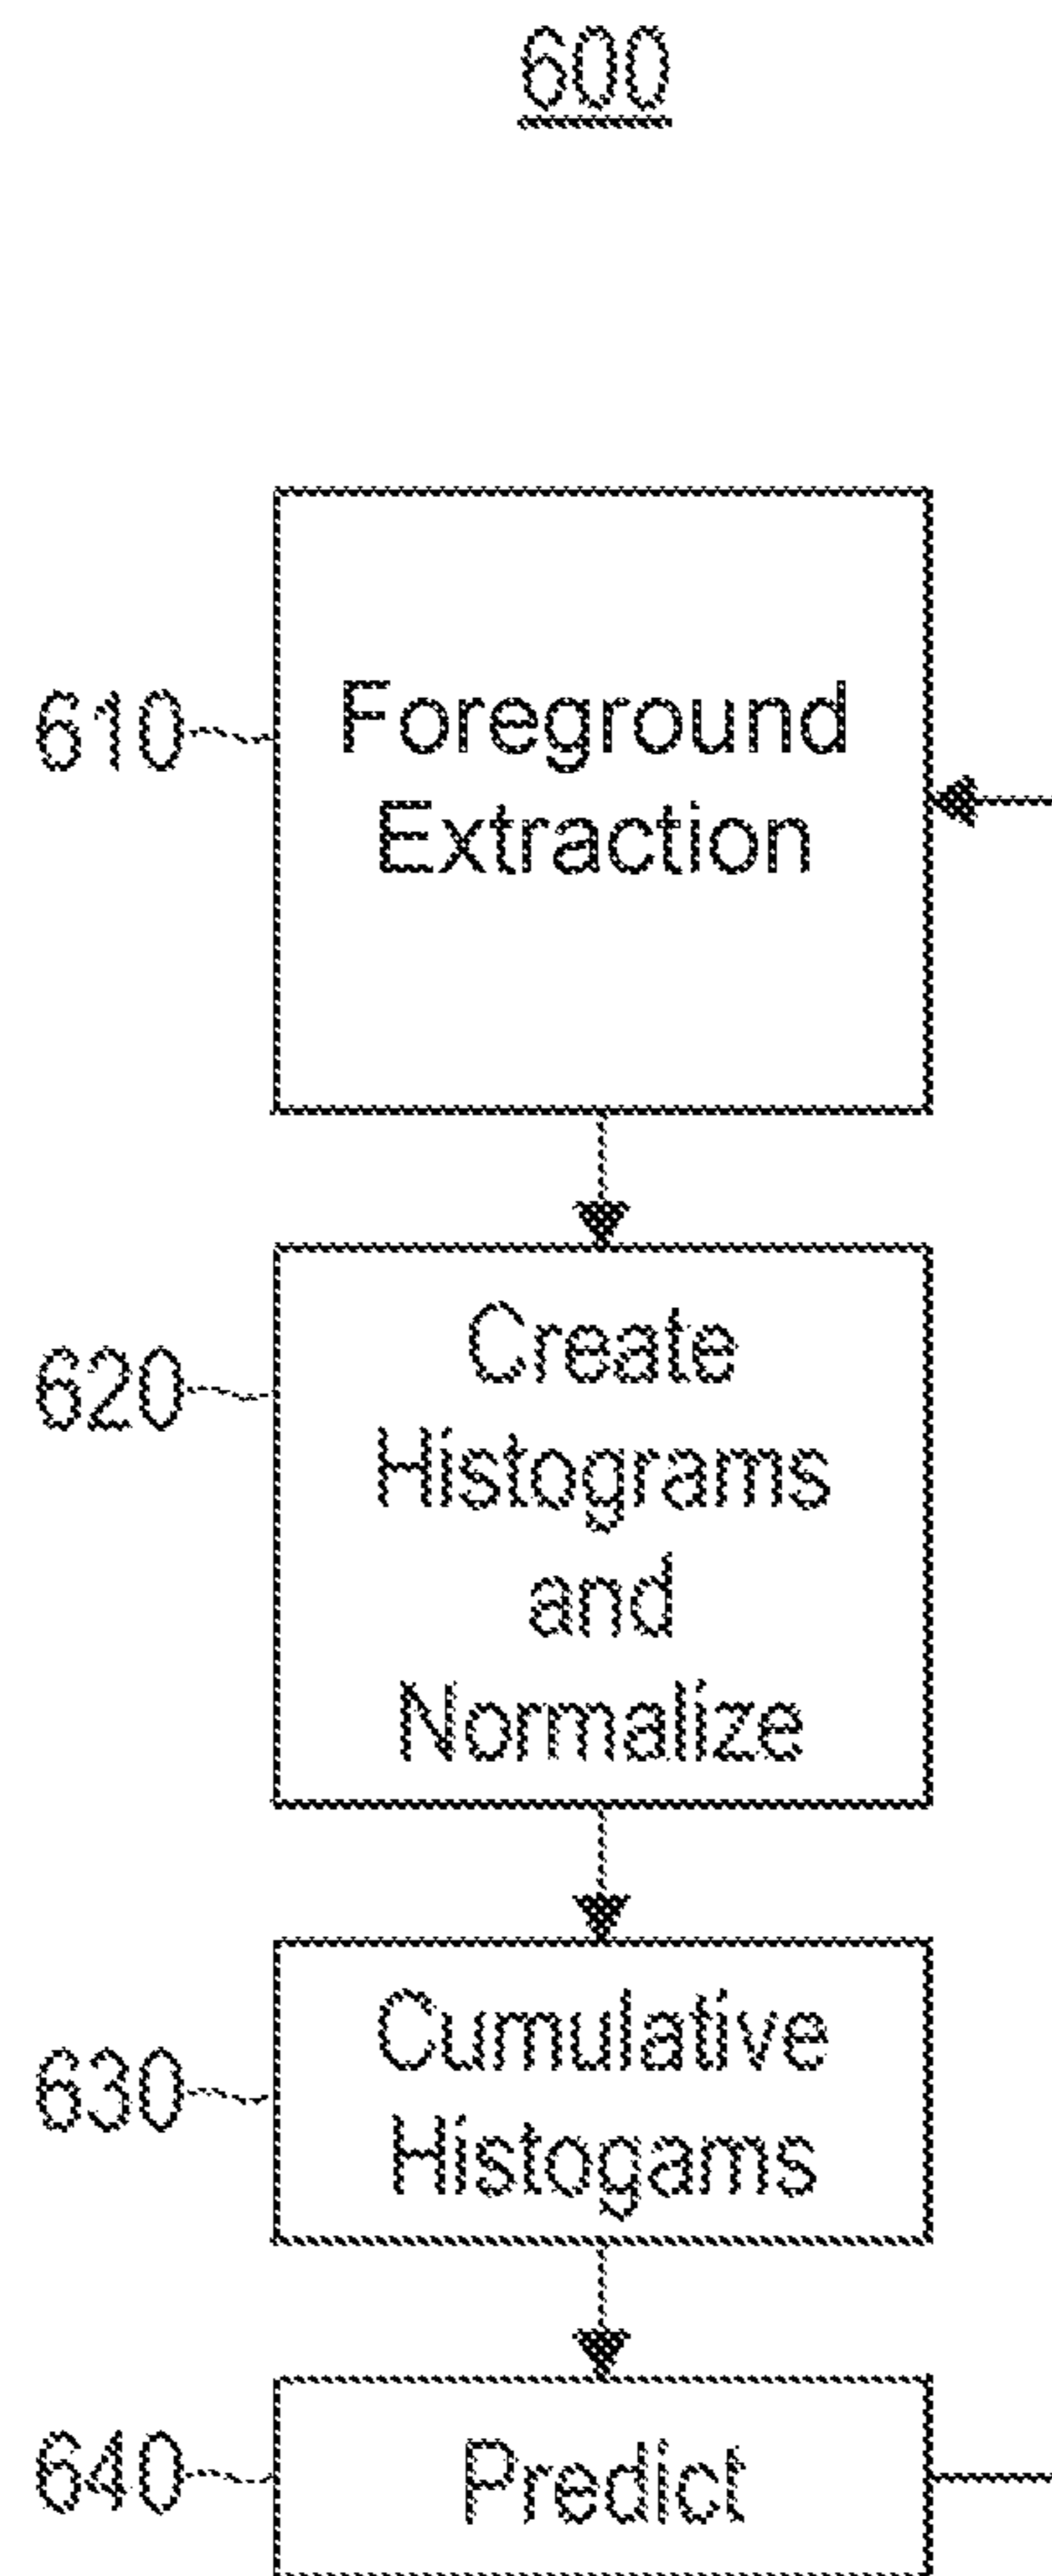 600
610
Foreground
Extraction
620
Create
Histograms
and
Normalize
630
Cumulative
Histogams
640
Predict